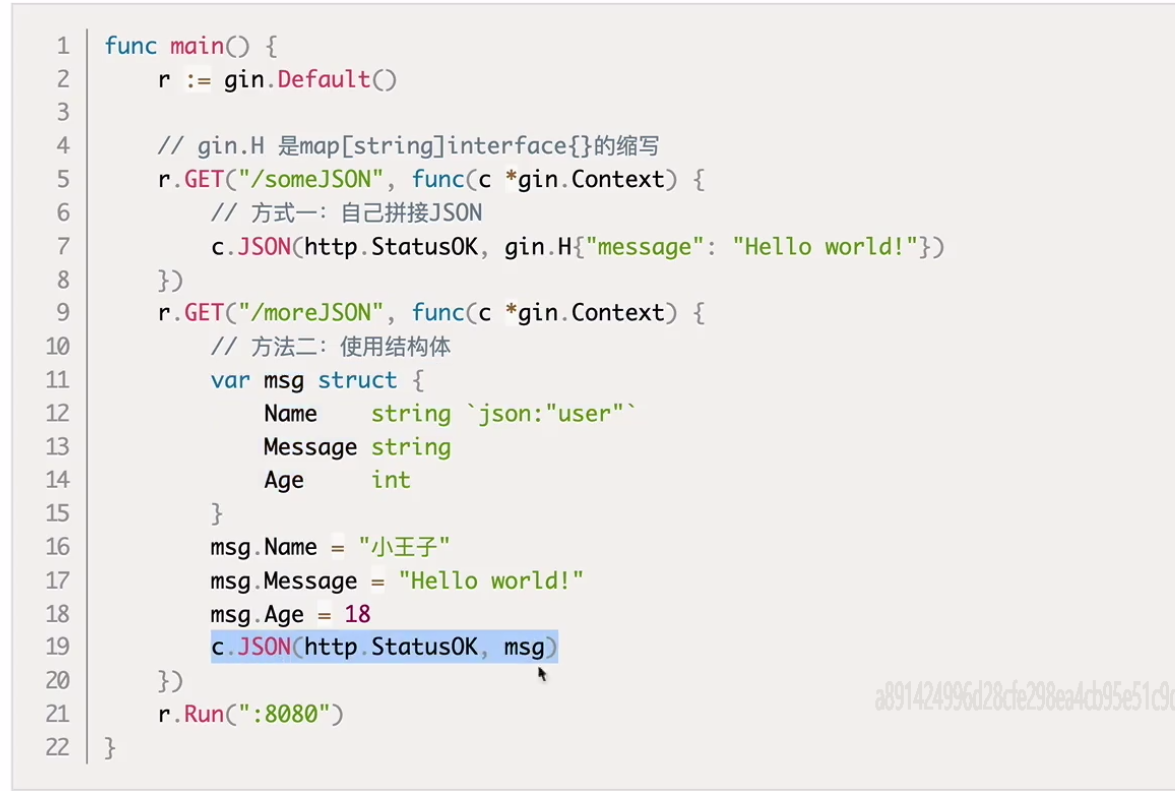 1 func main() {
2 r := gin.Default()
3
4 // gin.H 是map[string]interface{}的缩写
5 r.GET("/someJSON", func(c *gin.Context) {
6 // 方式一：自己拼接JSON
7 c.JSON(http.StatusOK, gin.H{"message": "Hello world!"})
8 })
9 r.GET("/moreJSON", func(c *gin.Context) {
10 // 方法二：使用结构体
11 var msg struct {
12 Name string `json:"user"`
13 Message string
14 Age int
15 }
16 msg.Name = "小王子"
17 msg.Message = "Hello world!"
18 msg.Age = 18
19 c.JSON(http.StatusOK, msg)
20 })
21 r.Run(":8080")
22 }